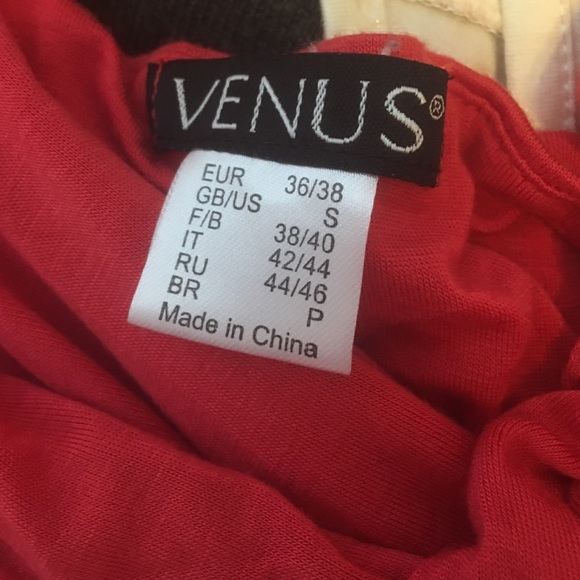 VENUS®
EUR 36/38
GB/US S
F/B 38/40
IT 42/44
RU 44/46
BR P
Made in China